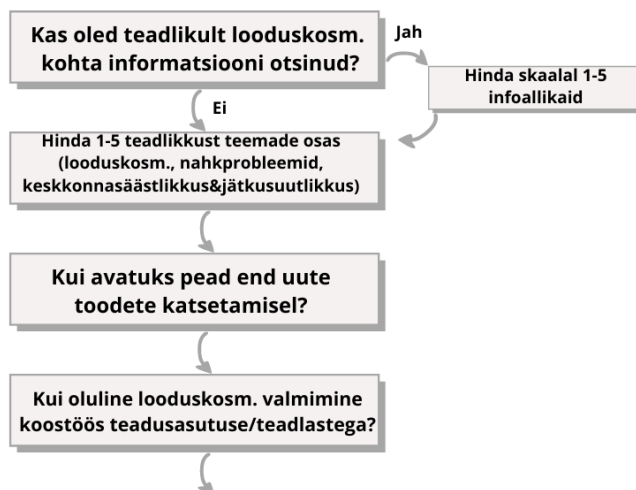 Kas oled teadlikult looduskosm.
kohta informatsiooni otsinud?
Jah
Hinda skaalal 1-5
infoallikaid
Ei
Hinda 1-5 teadlikkust teemade osas
(looduskosm., nahkprobleemid,
keskkonnasäästlikkus&jätkusuutlikkus)
Kui avatuks pead end uute
toodete katsetamisel?
Kui oluline looduskosm. valmimine
koostöös teadusasutuse/teadlastega?